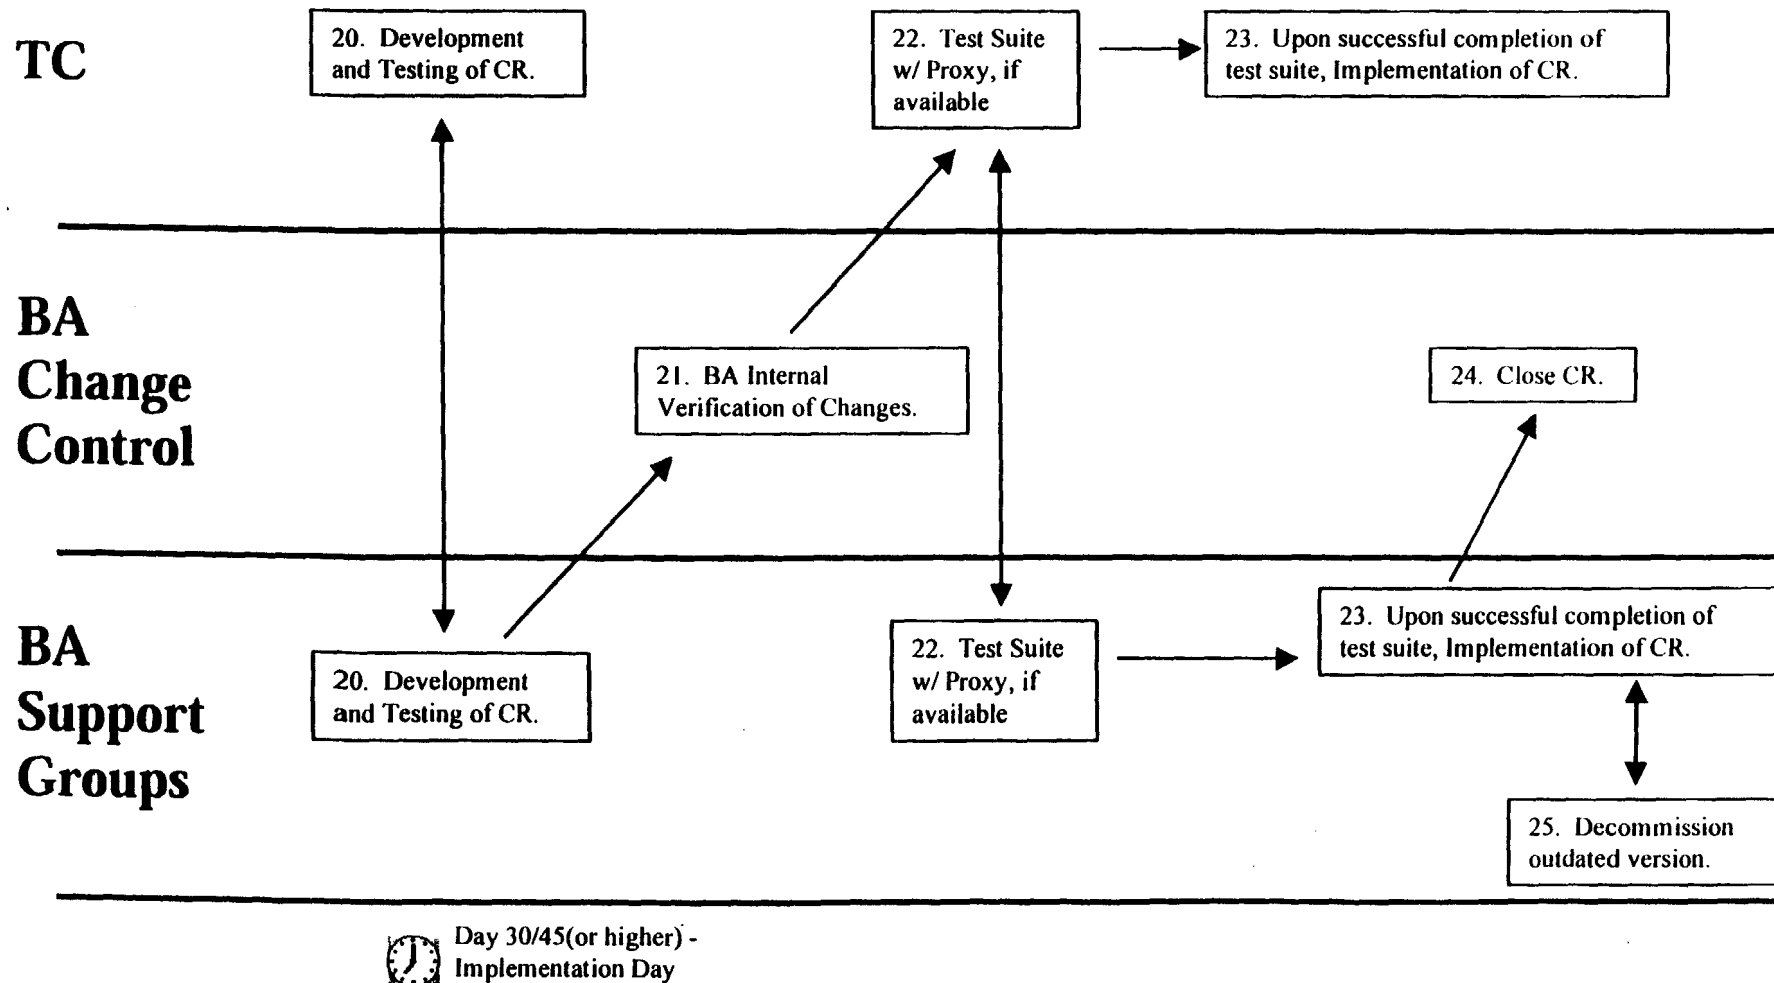 TC
20. Development
and Testing of CR.
22. Test Suite
w/ Proxy, if
available
23. Upon successful completion of
test suite, Implementation of CR.
BA
Change
Control
21. BA Internal
Verification of Changes.
24. Close CR.
BA
Support
Groups
20. Development
and Testing of CR.
22. Test Suite
w/ Proxy, if
available
23. Upon successful completion of
test suite, Implementation of CR.
25. Decommission
outdated version.
Day 30/45(or higher) -
Implementation Day